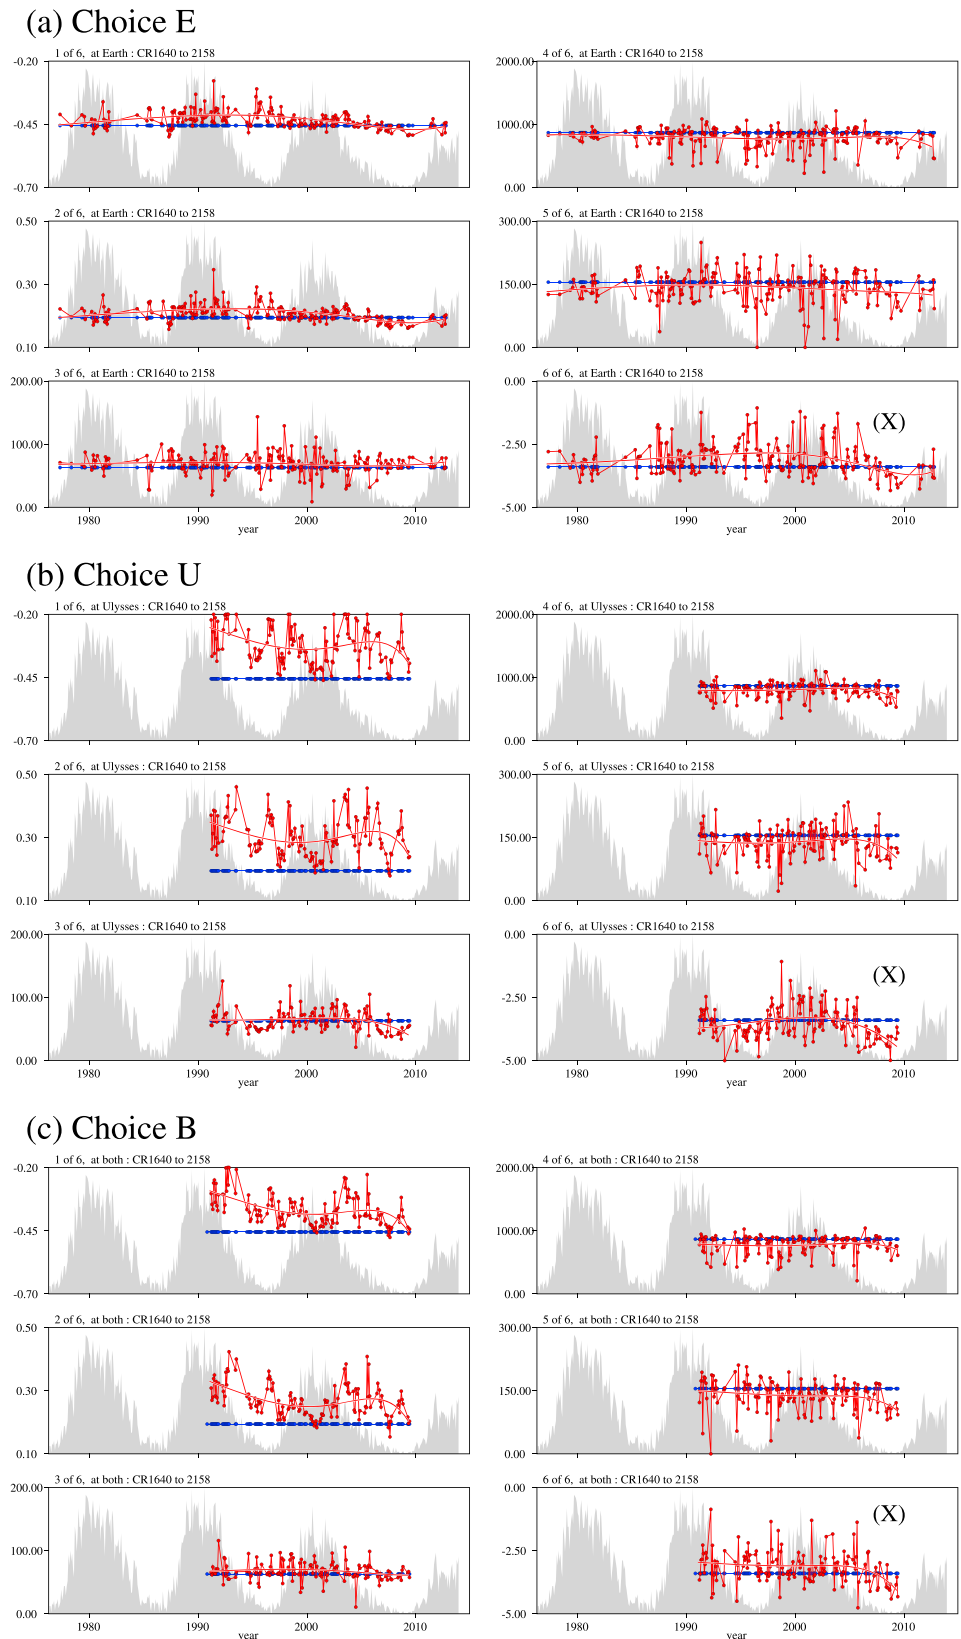 (a) Choice E
1 of 6, at Earth : CR1640 to 2158
-0.20
-0.45
-0.70
4 of 6, at Earth : CR1640 to 2158
2000.00
1000.00
0.00
2 of 6, at Earth : CR1640 to 2158
0.50
0.30
0.10
5 of 6, at Earth : CR1640 to 2158
300.00
150.00
0.00
3 of 6, at Earth : CR1640 to 2158
200.00
100.00
0.00
1980 1990 2000 2010
year
6 of 6, at Earth : CR1640 to 2158
0.00
(X)
-2.50
-5.00
1980 1990 2000 2010
year
(b) Choice U
1 of 6, at Ulysses : CR1640 to 2158
-0.20
-0.45
-0.70
4 of 6, at Ulysses : CR1640 to 2158
2000.00
1000.00
0.00
2 of 6, at Ulysses : CR1640 to 2158
0.50
0.30
0.10
5 of 6, at Ulysses : CR1640 to 2158
300.00
150.00
0.00
3 of 6, at Ulysses : CR1640 to 2158
200.00
100.00
0.00
1980 1990 2000 2010
year
6 of 6, at Ulysses : CR1640 to 2158
0.00
(X)
-2.50
-5.00
1980 1990 2000 2010
year
(c) Choice B
1 of 6, at both : CR1640 to 2158
-0.20
-0.45
-0.70
4 of 6, at both : CR1640 to 2158
2000.00
1000.00
0.00
2 of 6, at both : CR1640 to 2158
0.50
0.30
0.10
5 of 6, at both : CR1640 to 2158
300.00
150.00
0.00
3 of 6, at both : CR1640 to 2158
200.00
100.00
0.00
1980 1990 2000 2010
year
6 of 6, at both : CR1640 to 2158
0.00
(X)
-2.50
-5.00
1980 1990 2000 2010
year